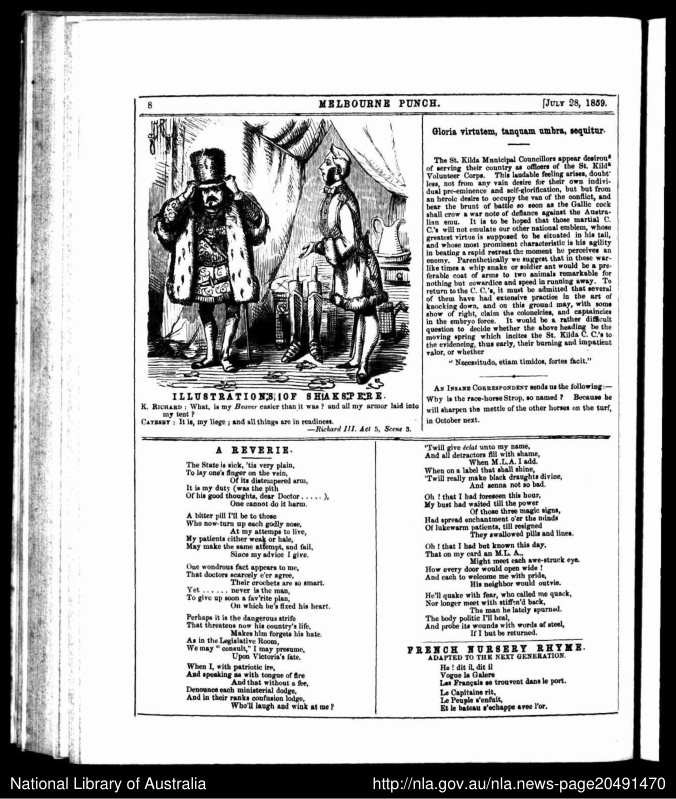 8
MELBOURNE PUNCH.
[JULY 28, 1859.
ILLUSTRATIONS OF SHAKSPERE.
K. RICHARD : What, is my Beaver easier than it was ? and all my armor laid into
my tent ?
CATESBY : It is, my liege ; and all things are in readiness.
—Richard III. Act 5, Scene 3.
Gloria virtutem, tanquam umbra, sequitur.
The St. Kilda Municipal Councillors appear desirous
of serving their country as officers of the St. Kilda
Volunteer Corps. This laudable feeling arises, doubt-
less, not from any vain desire for their own indivi-
dual pre-eminence and self-glorification, but but from
an heroic desire to occupy the van of the conflict, and
bear the brunt of battle so soon as the Gallic cock
shall crow a war note of defiance against the Austra-
lian emu. It is to be hoped that those martial C.
C.'s will not emulate our other national emblem, whose
greatest virtue is supposed to be situated in his tail,
and whose most prominent characteristic is his agility
in beating a rapid retreat the moment he perceives an
enemy. Parenthetically we suggest that in these war-
like times a whip snake or soldier ant would be a pre-
ferable coat of arms to two animals remarkable for
nothing but cowardice and speed in running away. To
return to the C. C.'s, it must be admitted that several
of them have had extensive practice in the art of
knocking down, and on this ground may, with some
show of right, claim the colonelcies, and captaincies
in the embryo force. It would be a rather difficult
question to decide whether the above heading be the
moving spring which incites the St. Kilda C. C.'s to
the evidencing, thus early, their burning and impatient
valor, or whether
" Necessitudo, etiam timidos, fortes facit."
AN INSANE CORRESPONDENT sends us the following:—
Why is the race-horse Strop, so named ? Because he
will sharpen the mettle of the other horses on the turf,
in October next.
A REVERIE.
The State is sick, 'tis very plain,
To lay one's finger on the vein,
Of its distempered arm,
It is my duty (was the pith
Of his good thoughts, dear Doctor . . . . . ),
One cannot do it harm.
A bitter pill I'll be to those
Who now turn up each godly nose,
At my attempts to live,
My patients either weak or hale,
May make the same attempt, and fail,
Since my advice I give.
One wondrous fact appears to me,
That doctors scarcely e'er agree,
Their crochets are so smart.
Yet . . . . . . never is the man,
To give up soon a fav'rite plan,
On which he's fixed his heart.
Perhaps it is the dangerous strife
That threatens now his country's life,
Makes him forgets his hate.
As in the Legislative Room,
We may " consult," I may presume,
Upon Victoria's fate.
When I, with patriotic ire,
And speaking as with tongue of fire
And that without a fee,
Denounce each ministerial dodge,
And in their ranks confusion lodge,
Who'll laugh and wink at me ?
'Twill give éclat unto my name,
And all detractors fill with shame,
When M.L.A. I add.
When on a label that shall shine,
'Twill really make black draughts divine,
And senna not so bad.
Oh ! that I had foreseen this hour,
My bust had waited till the power
Of those three magic signs,
Had spread enchantment o'er the minds
Of lukewarm patients, till resigned
They swallowed pills and lines.
Oh ! that I had but known this day,
That on my card an M.L. A.,
Might meet each awe-struck eye.
How every door would open wide !
And each to welcome me with pride,
His neighbor would outvie.
He'll quake with fear, who called me quack,
Nor longer meet with stiffen'd back,
The man he lately spurned.
The body politic I'll heal,
And probe its wounds with words of steel,
If I but be returned.
FRENCH NURSERY RHYME.
ADAPTED TO THE NEXT GENERATION.
He ! dit il, dit il
Vogue la Galere
Les Français se trouvent dans le port.
Le Capitaine rit,
Le Peuple s'enfuit,
Et le bateau s'echappe avec l'or.
National Library of Australia
http://nla.gov.au/nla.news-page20491470